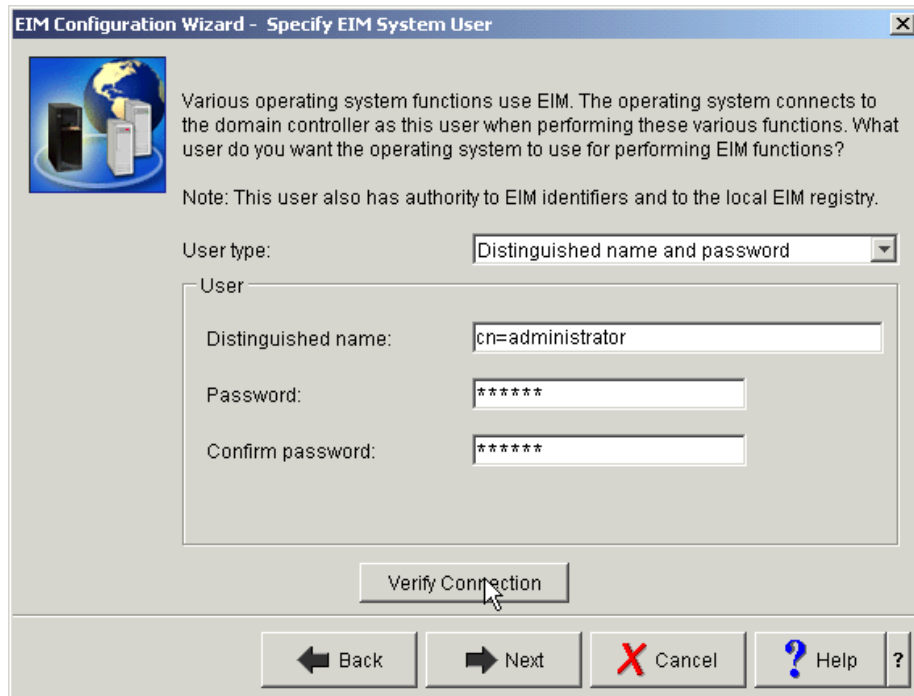 EIM Configuration Wizard - Specify EIM System User
Various operating system functions use EIM. The operating system connects to
the domain controller as this user when performing these various functions. What
user do you want the operating system to use for performing EIM functions?
Note: This user also has authority to EIM identifiers and to the local EIM registry.
User type: Distinguished name and password
User
Distinguished name: cn=administrator
Password: ******
Confirm password: ******
Verify Connection
Back Next X Cancel ? Help ?